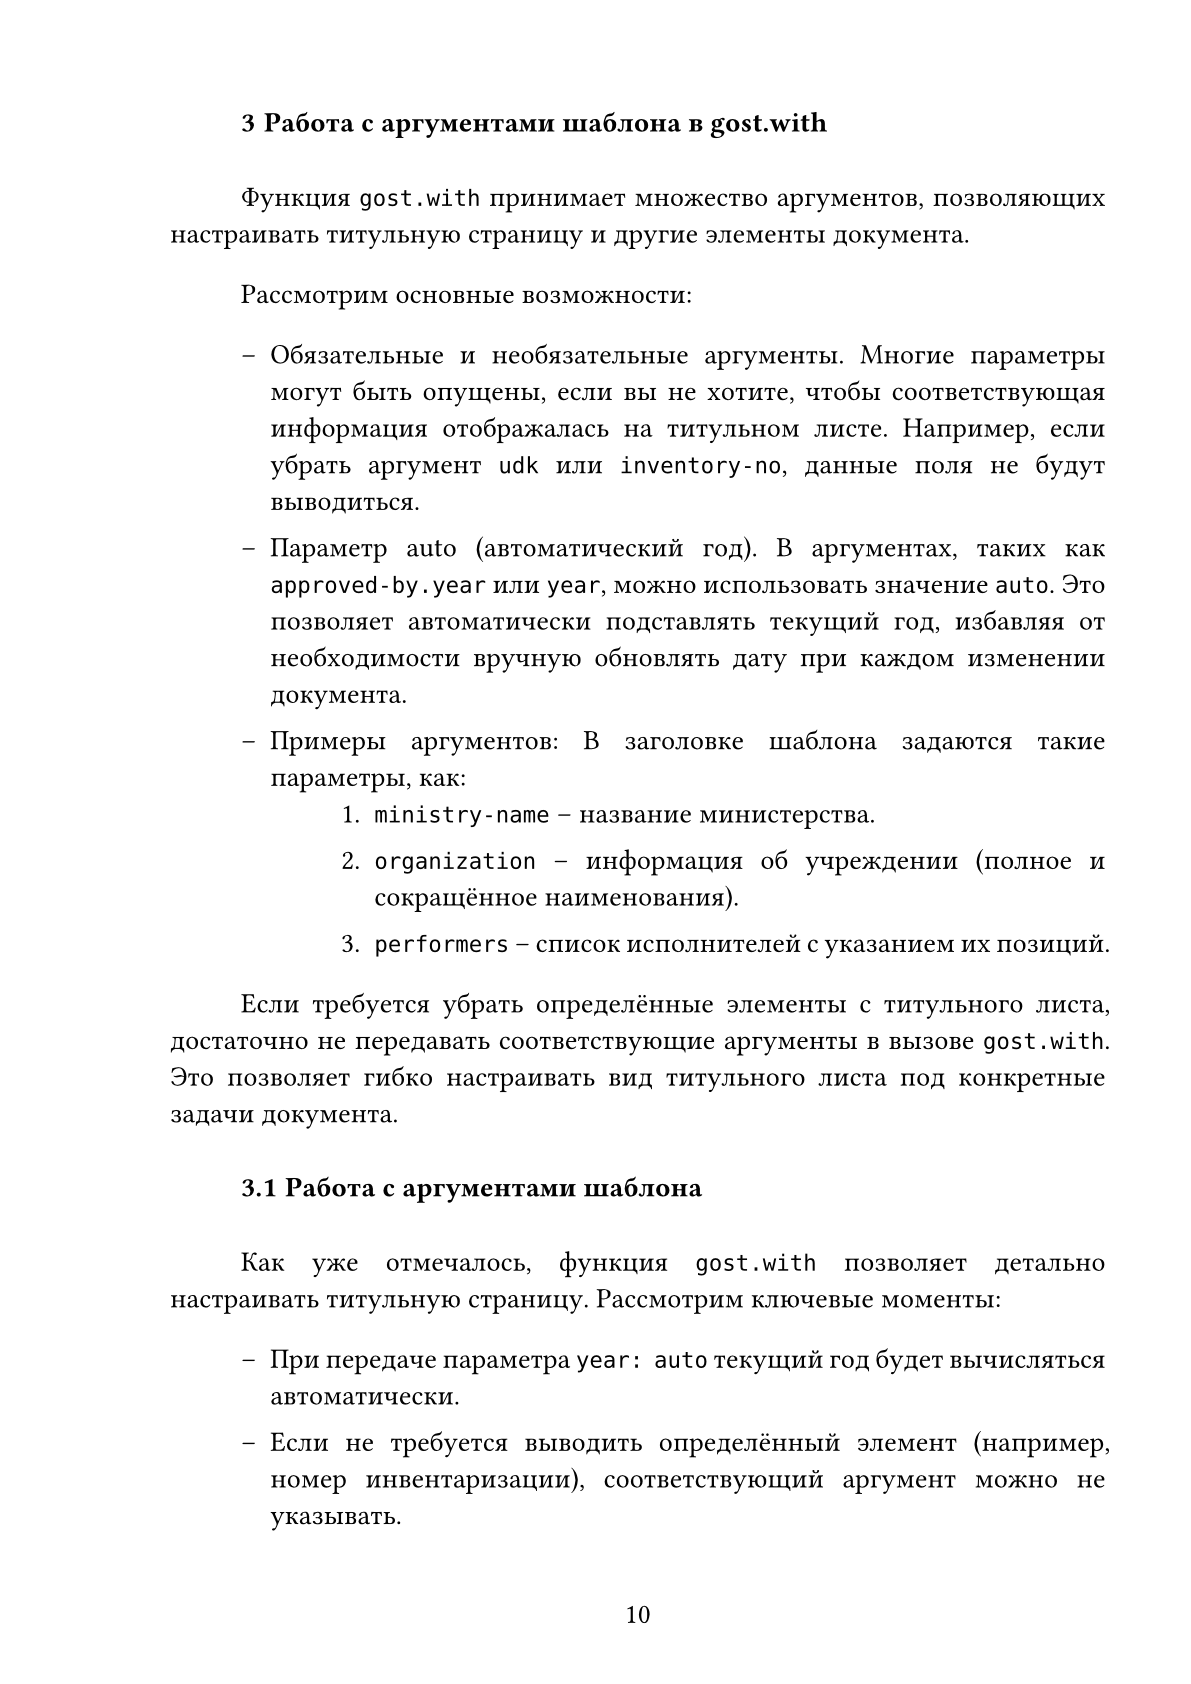 3 Работа с аргументами шаблона в gost.with
Функция gost.with принимает множество аргументов, позволяющих
настраивать титульную страницу и другие элементы документа.
Рассмотрим основные возможности:
– Обязательные и необязательные аргументы. Многие параметры
могут быть опущены, если вы не хотите, чтобы соответствующая
информация отображалась на титульном листе. Например, если
убрать аргумент udk или inventory-no, данные поля не будут
выводиться.
– Параметр auto (автоматический год). В аргументах, таких как
approved-by.year или year, можно использовать значение auto. Это
позволяет автоматически подставлять текущий год, избавляя от
необходимости вручную обновлять дату при каждом изменении
документа.
– Примеры аргументов: В заголовке шаблона задаются такие
параметры, как:
1. ministry-name – название министерства.
2. organization – информация об учреждении (полное и
сокращённое наименования).
3. performers – список исполнителей с указанием их позиций.
Если требуется убрать определённые элементы с титульного листа,
достаточно не передавать соответствующие аргументы в вызове gost.with.
Это позволяет гибко настраивать вид титульного листа под конкретные
задачи документа.
3.1 Работа с аргументами шаблона
Как уже отмечалось, функция gost.with позволяет детально
настраивать титульную страницу. Рассмотрим ключевые моменты:
– При передаче параметра year: auto текущий год будет вычисляться
автоматически.
– Если не требуется выводить определённый элемент (например,
номер инвентаризации), соответствующий аргумент можно не
указывать.
10